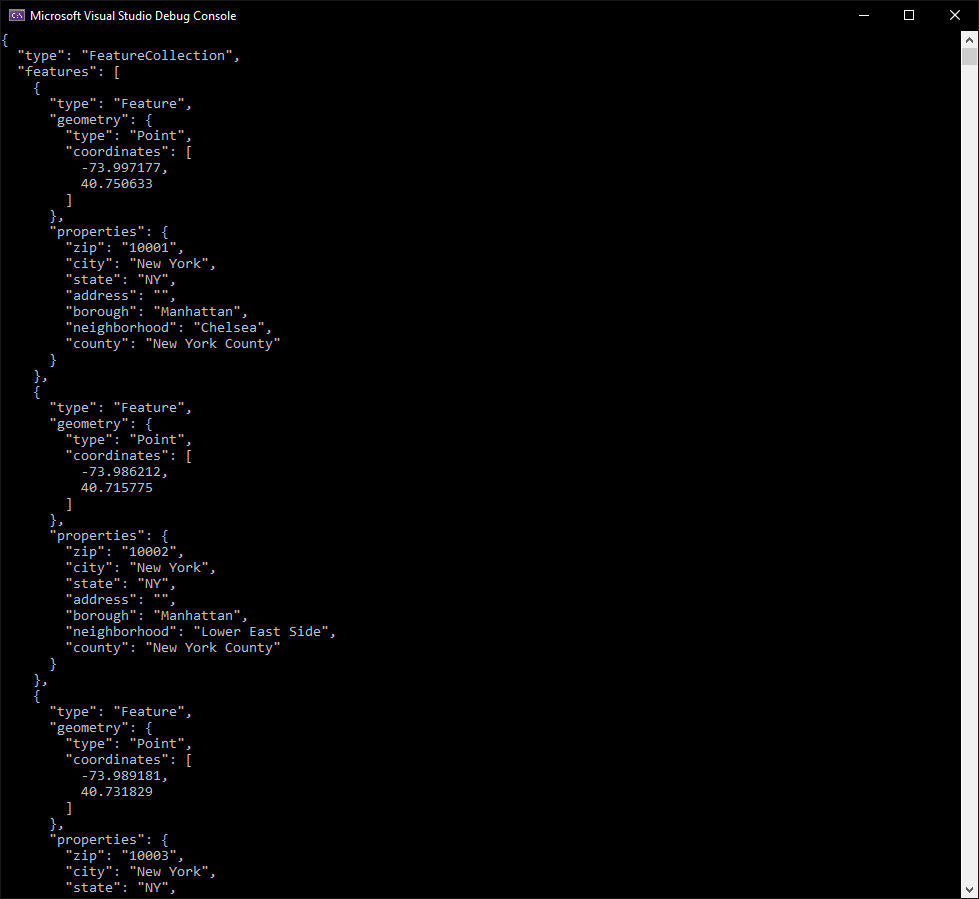 Microsoft Visual Studio Debug Console
{
  "type": "FeatureCollection",
  "features": [
    {
      "type": "Feature",
      "geometry": {
        "type": "Point",
        "coordinates": [
          -73.997177,
          40.750633
        ]
      },
      "properties": {
        "zip": "10001",
        "city": "New York",
        "state": "NY",
        "address": "",
        "borough": "Manhattan",
        "neighborhood": "Chelsea",
        "county": "New York County"
      }
    },
    {
      "type": "Feature",
      "geometry": {
        "type": "Point",
        "coordinates": [
          -73.986212,
          40.715775
        ]
      },
      "properties": {
        "zip": "10002",
        "city": "New York",
        "state": "NY",
        "address": "",
        "borough": "Manhattan",
        "neighborhood": "Lower East Side",
        "county": "New York County"
      }
    },
    {
      "type": "Feature",
      "geometry": {
        "type": "Point",
        "coordinates": [
          -73.989181,
          40.731829
        ]
      },
      "properties": {
        "zip": "10003",
        "city": "New York",
        "state": "NY",